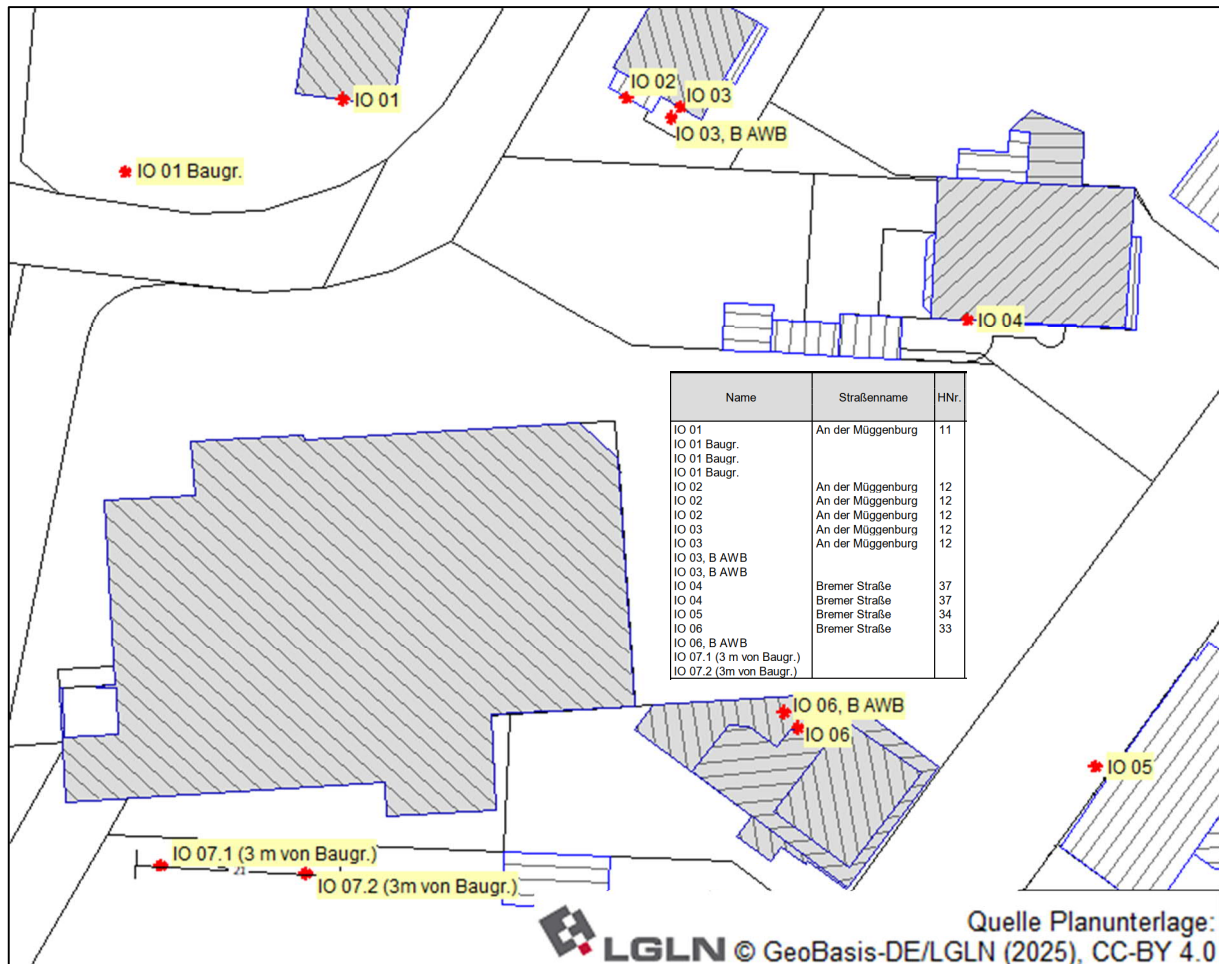 IO 02
IO 01
IO 03
IO 03, B AWB
IO 01 Baugr.
IO 04
Name Straßenname HNr.
IO 01 An der Müggenburg 11
IO 01 Baugr.
IO 01 Baugr.
IO 01 Baugr.
IO 02 An der Müggenburg 12
IO 02 An der Müggenburg 12
IO 02 An der Müggenburg 12
IO 03 An der Müggenburg 12
IO 03 An der Müggenburg 12
IO 03, B AWB
IO 03, B AWB
IO 04 Bremer Straße 37
IO 04 Bremer Straße 37
IO 05 Bremer Straße 34
IO 06 Bremer Straße 33
IO 06, B AWB
IO 07.1 (3 m von Baugr.)
IO 07.2 (3m von Baugr.)
IO 06, B AWB
IO 06
IO 05
IO 07.1 (3 m von Baugr.)
21
IO 07.2 (3m von Baugr.)
Quelle Planunterlage:
LGLN © GeoBasis-DE/LGLN (2025), CC-BY 4.0